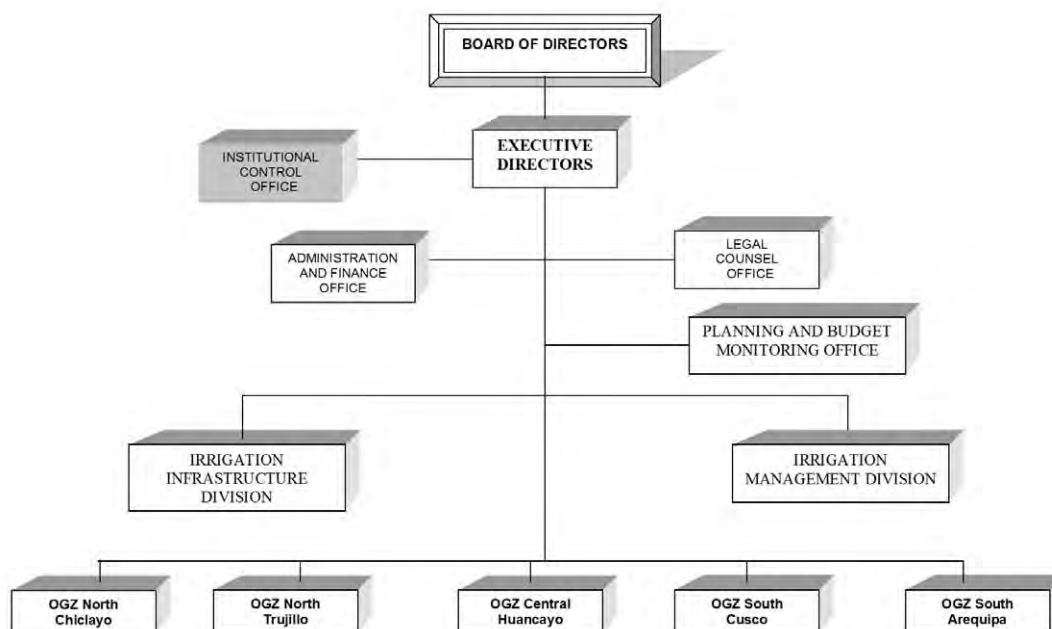 BOARD OF DIRECTORS
EXECUTIVE
DIRECTORS
INSTITUTIONAL
CONTROL
OFFICE
ADMINISTRATION
AND FINANCE
OFFICE
LEGAL
COUNSEL
OFFICE
PLANNING AND BUDGET
MONITORING OFFICE
IRRIGATION
INFRASTRUCTURE
DIVISION
IRRIGATION
MANAGEMENT DIVISION
OGZ North
Chiclayo
OGZ North
Trujillo
OGZ Central
Huancayo
OGZ South
Cusco
OGZ South
Arequipa